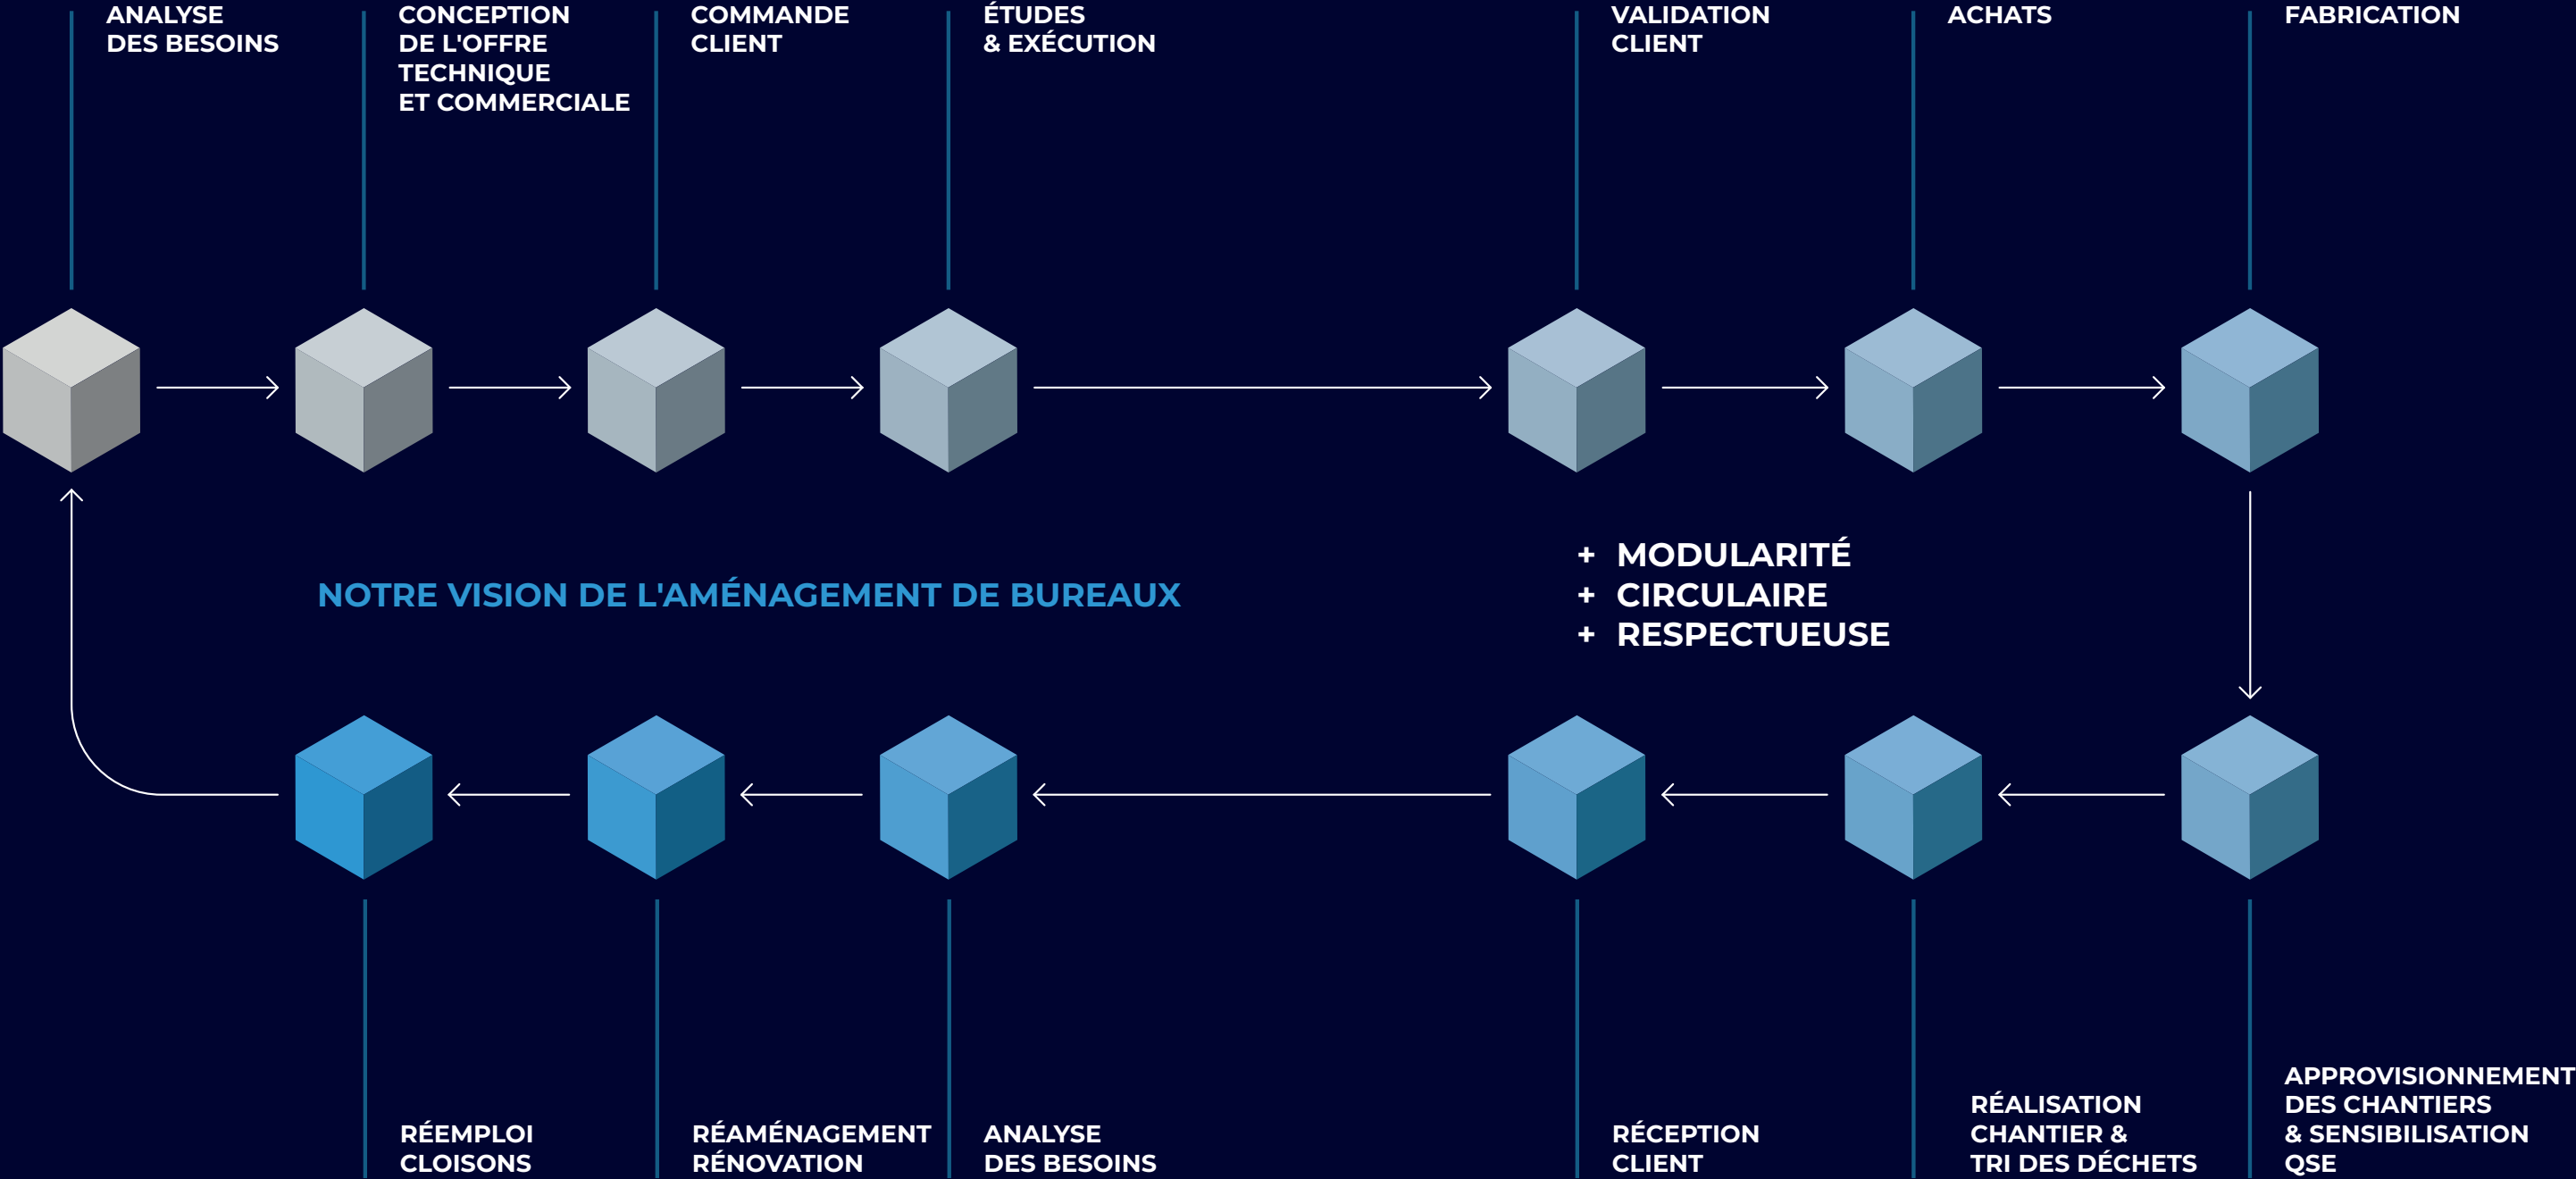 ANALYSE
DES BESOINS
CONCEPTION
DE L'OFFRE
TECHNIQUE
ET COMMERCIALE
COMMANDE
CLIENT
ÉTUDES
& EXÉCUTION
VALIDATION
CLIENT
ACHATS
FABRICATION
NOTRE VISION DE L'AMÉNAGEMENT DE BUREAUX
+ MODULARITÉ
+ CIRCULAIRE
+ RESPECTUEUSE
RÉEMPLOI
CLOISONS
RÉAMÉNAGEMENT
RÉNOVATION
ANALYSE
DES BESOINS
RÉCEPTION
CLIENT
RÉALISATION
CHANTIER &
TRI DES DÉCHETS
APPROVISIONNEMENT
DES CHANTIERS
& SENSIBILISATION
QSE